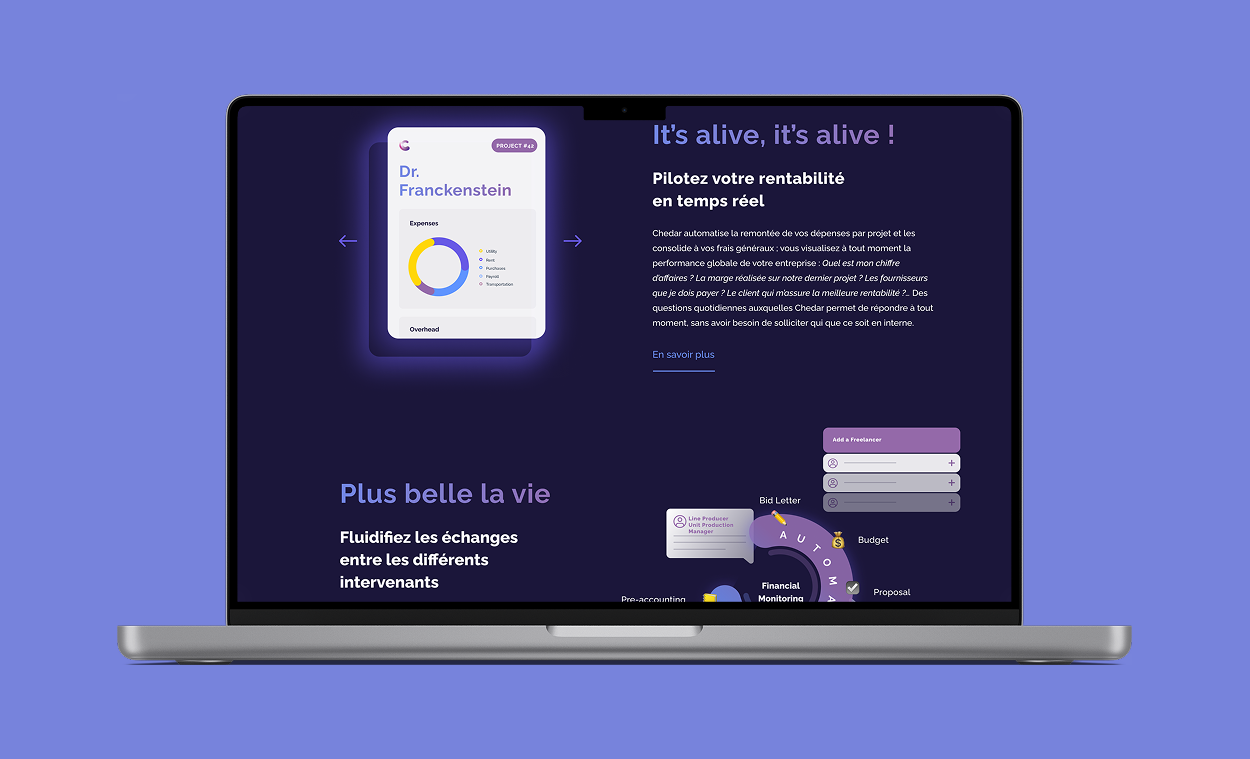 PROJECT #42
Dr.
Franckenstein
Expenses
Utility
Rent
Purchases
Payroll
Transportation
Overhead
It's alive, it's alive !
Pilotez votre rentabilité
en temps réel
Chedar automatise la remontée de vos dépenses par projet et les
consolide à vos frais généraux ; vous visualisez à tout moment la
performance globale de votre entreprise : Quel est mon chiffre
d'affaires ? La marge réalisée sur notre dernier projet ? Les fournisseurs
que je dois payer ? Le client qui m'assure la meilleure rentabilité ?… Des
questions quotidiennes auxquelles Chedar permet de répondre à tout
moment, sans avoir besoin de solliciter qui que ce soit en interne.
En savoir plus
Plus belle la vie
Fluidifiez les échanges
entre les différents
intervenants
Add a Freelancer
Bid Letter
Line Producer
Unit Production
Manager
Budget
AUTOMA
Financial
Monitoring
Proposal
Pre-accounting